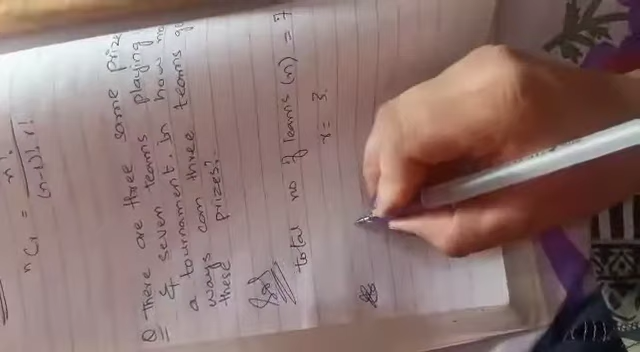 n!
nCr =
(n-r)! r!
Q There are three same prize
& seven teams playing
a tournament. In how
ways can three teams
these prizes?
Sol
total no of teams (n) = 7
r = 3.